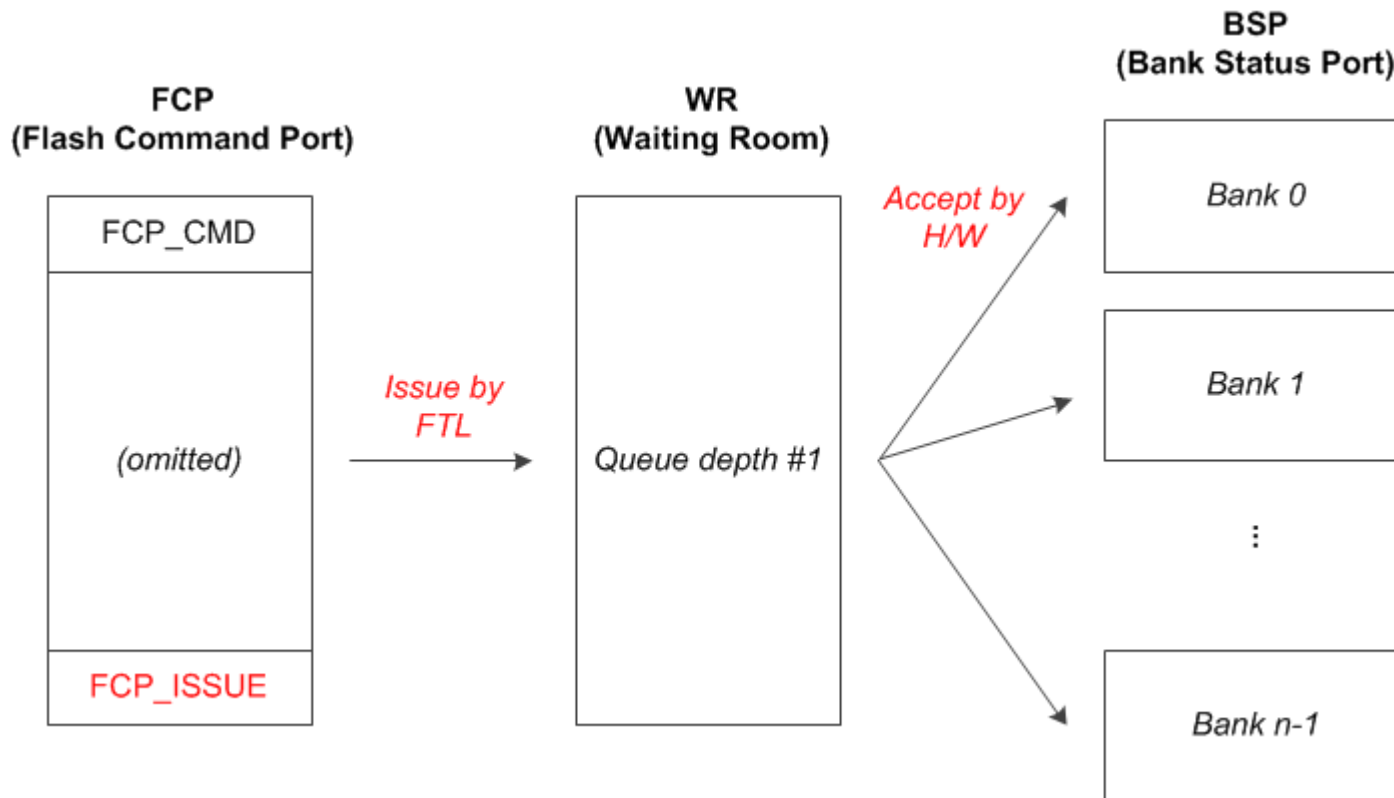 FCP
(Flash Command Port)
FCP_CMD
(omitted)
FCP_ISSUE
Issue by
FTL
WR
(Waiting Room)
Queue depth #1
Accept by
H/W
BSP
(Bank Status Port)
Bank 0
Bank 1
...
Bank n-1